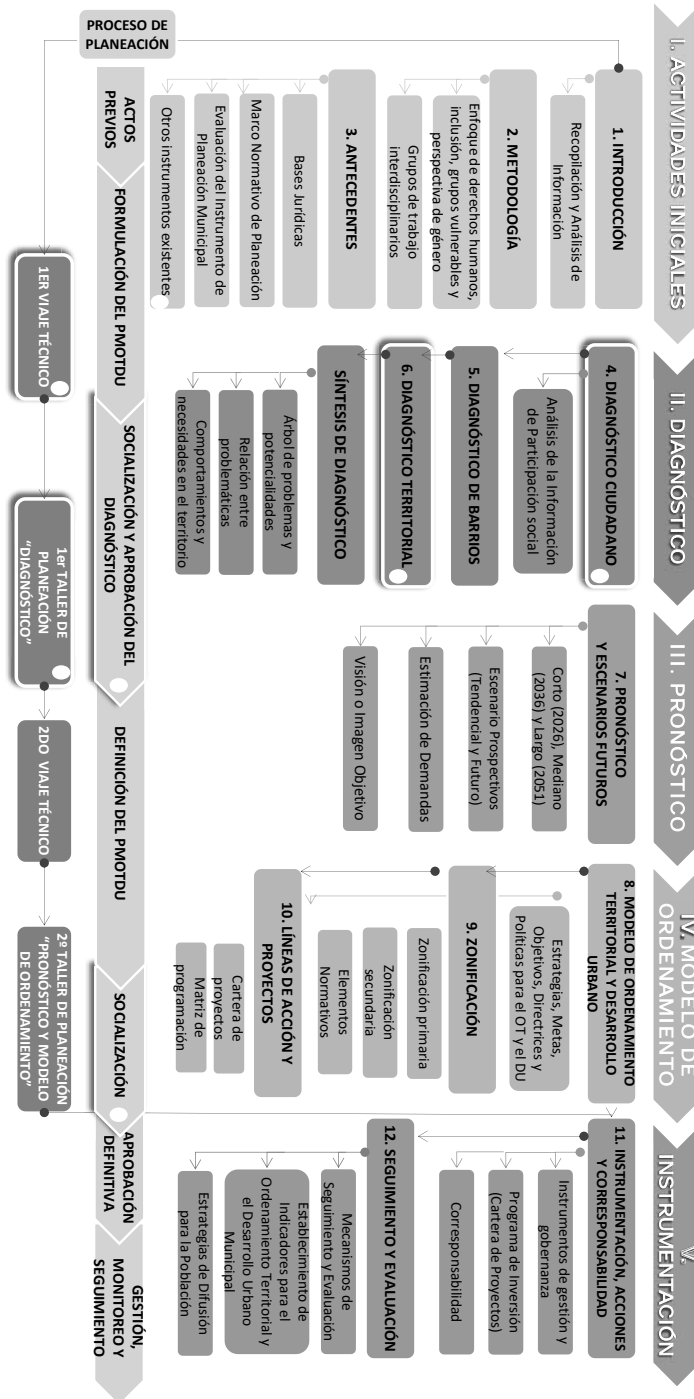 I. ACTIVIDADES INICIALES
1. INTRODUCCIÓN
Recopilación y Análisis de
Información
2. METODOLOGÍA
Enfoque de derechos humanos,
inclusión, grupos vulnerables y
perspectiva de género
Grupos de trabajo
interdisciplinarios
3. ANTECEDENTES
Bases Jurídicas
Marco Normativo de Planeación
Evaluación del Instrumento de
Planeación Municipal
Otros instrumentos existentes
II. DIAGNÓSTICO
4. DIAGNÓSTICO CIUDADANO
Análisis de la Información
de Participación social
5. DIAGNÓSTICO DE BARRIOS
6. DIAGNÓSTICO TERRITORIAL
SÍNTESIS DE DIAGNÓSTICO
Árbol de problemas y
potencialidades
Relación entre
problemáticas
Comportamientos y
necesidades en el territorio
III. PRONÓSTICO
7. PRONÓSTICO
Y ESCENARIOS FUTUROS
Corto (2026), Mediano
(2036) y Largo (2051)
Escenario Prospectivos
(Tendencial y Futuro)
Estimación de Demandas
Visión o Imagen Objetivo
IV. MODELO DE
ORDENAMIENTO
8. MODELO DE ORDENAMIENTO
TERRITORIAL Y DESARROLLO
URBANO
Estrategias, Metas,
Objetivos, Directrices y
Políticas para el OT y el DU
9. ZONIFICACIÓN
Zonificación primaria
Zonificación
secundaria
Elementos
Normativos
10. LÍNEAS DE ACCIÓN Y
PROYECTOS
Cartera de
proyectos
Matriz de
programación
V.
INSTRUMENTACIÓN
11. INSTRUMENTACIÓN, ACCIONES
Y CORRESPONSABILIDAD
Instrumentos de gestión y
gobernanza
Programa de Inversión
(Cartera de Proyectos)
Corresponsabilidad
12. SEGUIMIENTO Y EVALUACIÓN
Mecanismos de
Seguimiento y Evaluación
Establecimiento de
Indicadores para el
Ordenamiento Territorial y
el Desarrollo Urbano
Municipal
Estrategias de Difusión
para la Población
PROCESO DE
PLANEACIÓN
ACTOS
PREVIOS
FORMULACIÓN DEL PMOTDU
SOCIALIZACIÓN Y APROBACIÓN DEL
DIAGNÓSTICO
DEFINICIÓN DEL PMOTDU
SOCIALIZACIÓN
APROBACIÓN
DEFINITIVA
GESTIÓN,
MONITOREO Y
SEGUIMIENTO
1ER VIAJE TÉCNICO
1er TALLER DE
PLANEACIÓN
"DIAGNÓSTICO"
2DO VIAJE TÉCNICO
2º TALLER DE PLANEACIÓN
"PRONÓSTICO Y MODELO
DE ORDENAMIENTO"